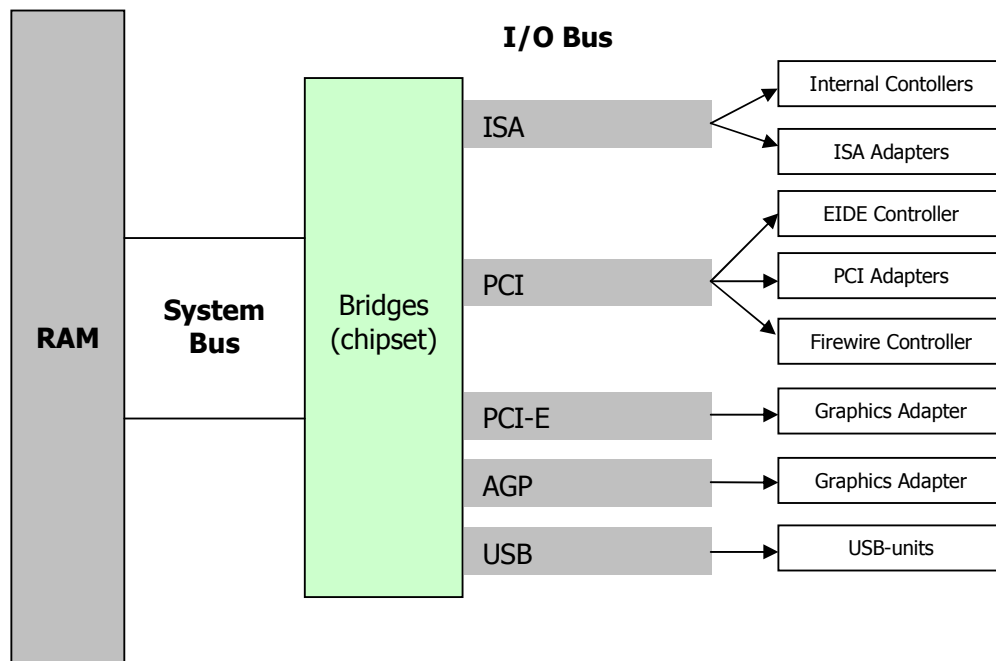 I/O Bus
RAM
System
Bus
Bridges
(chipset)
ISA
Internal Contollers
ISA Adapters
PCI
EIDE Controller
PCI Adapters
Firewire Controller
PCI-E
Graphics Adapter
AGP
Graphics Adapter
USB
USB-units